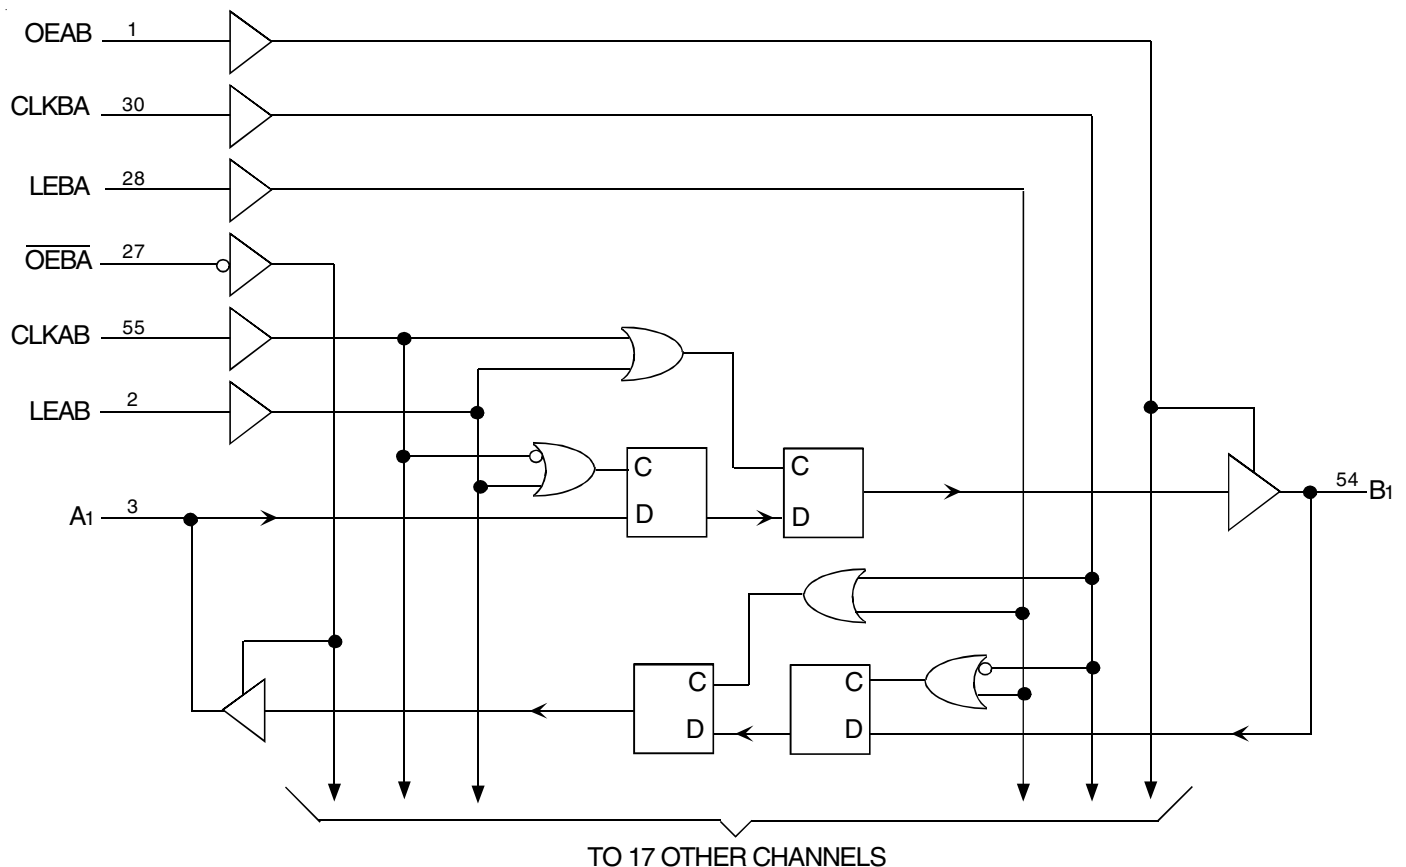 OEAB 1
CLKBA 30
LEBA 28
OEBA 27
CLKAB 55
LEAB 2
C
C
A1 3
D
D
54 B1
C
C
D
D
TO 17 OTHER CHANNELS